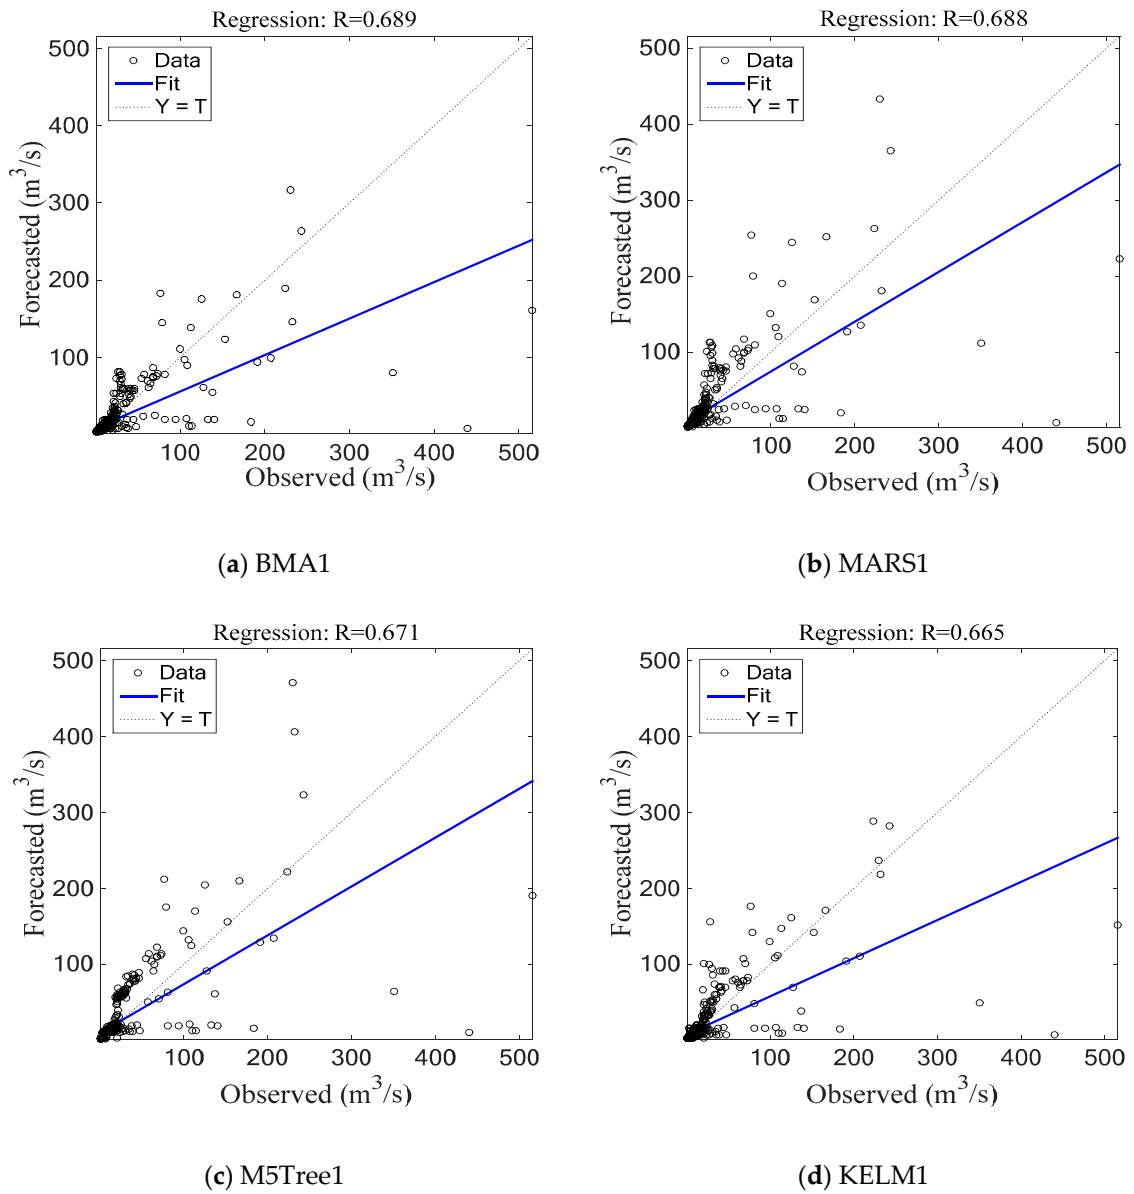 Regression: R=0.689
500
400
300
200
100
Forecasted (m³/s)
Data
Fit
Y = T
100 200 300 400 500
Observed (m³/s)
(a) BMA1
Regression: R=0.688
500
400
300
200
100
Forecasted (m³/s)
Data
Fit
Y = T
100 200 300 400 500
Observed (m³/s)
(b) MARS1
Regression: R=0.671
500
400
300
200
100
Forecasted (m³/s)
Data
Fit
Y = T
100 200 300 400 500
Observed (m³/s)
(c) M5Tree1
Regression: R=0.665
500
400
300
200
100
Forecasted (m³/s)
Data
Fit
Y = T
100 200 300 400 500
Observed (m³/s)
(d) KELM1